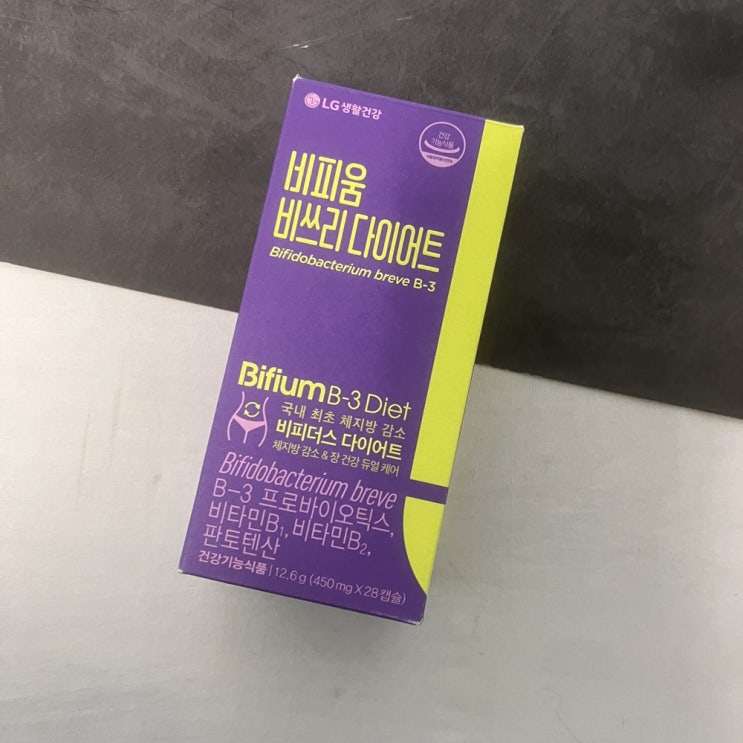 LG생활건강
건강
기능식품
비피움
비쓰리 다이어트
Bifidobacterium breve B-3
Bifium B-3 Diet
국내 최초 체지방 감소
비피더스 다이어트
체지방 감소 & 장 건강 듀얼 케어
Bifidobacterium breve
B-3 프로바이오틱스,
비타민B₁, 비타민B₂,
판토텐산
건강기능식품 | 12.6 g (450 mg X 28캡슐)